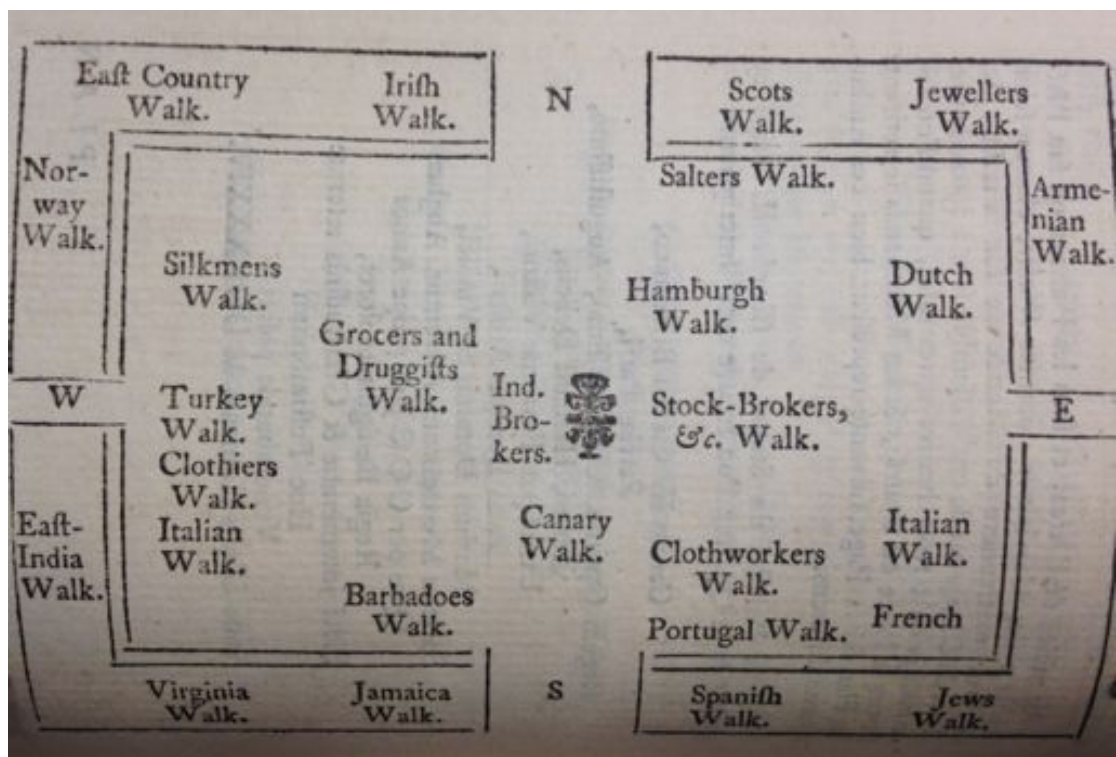 Eaſt Country
Walk.
Iriſh
Walk.
N
Scots
Walk.
Jewellers
Walk.
Nor-
way
Walk.
Salters Walk.
Arme-
nian
Walk.
Silkmens
Walk.
Hamburgh
Walk.
Dutch
Walk.
Grocers and
Druggiſts
Walk.
W
Turkey
Walk.
Ind.
Bro-
kers.
Stock-Brokers,
&c. Walk.
E
Clothiers
Walk.
Eaſt-
India
Walk.
Italian
Walk.
Canary
Walk.
Clothworkers
Walk.
Italian
Walk.
Barbadoes
Walk.
Portugal Walk.
French
Virginia
Walk.
Jamaica
Walk.
S
Spaniſh
Walk.
Jews
Walk.